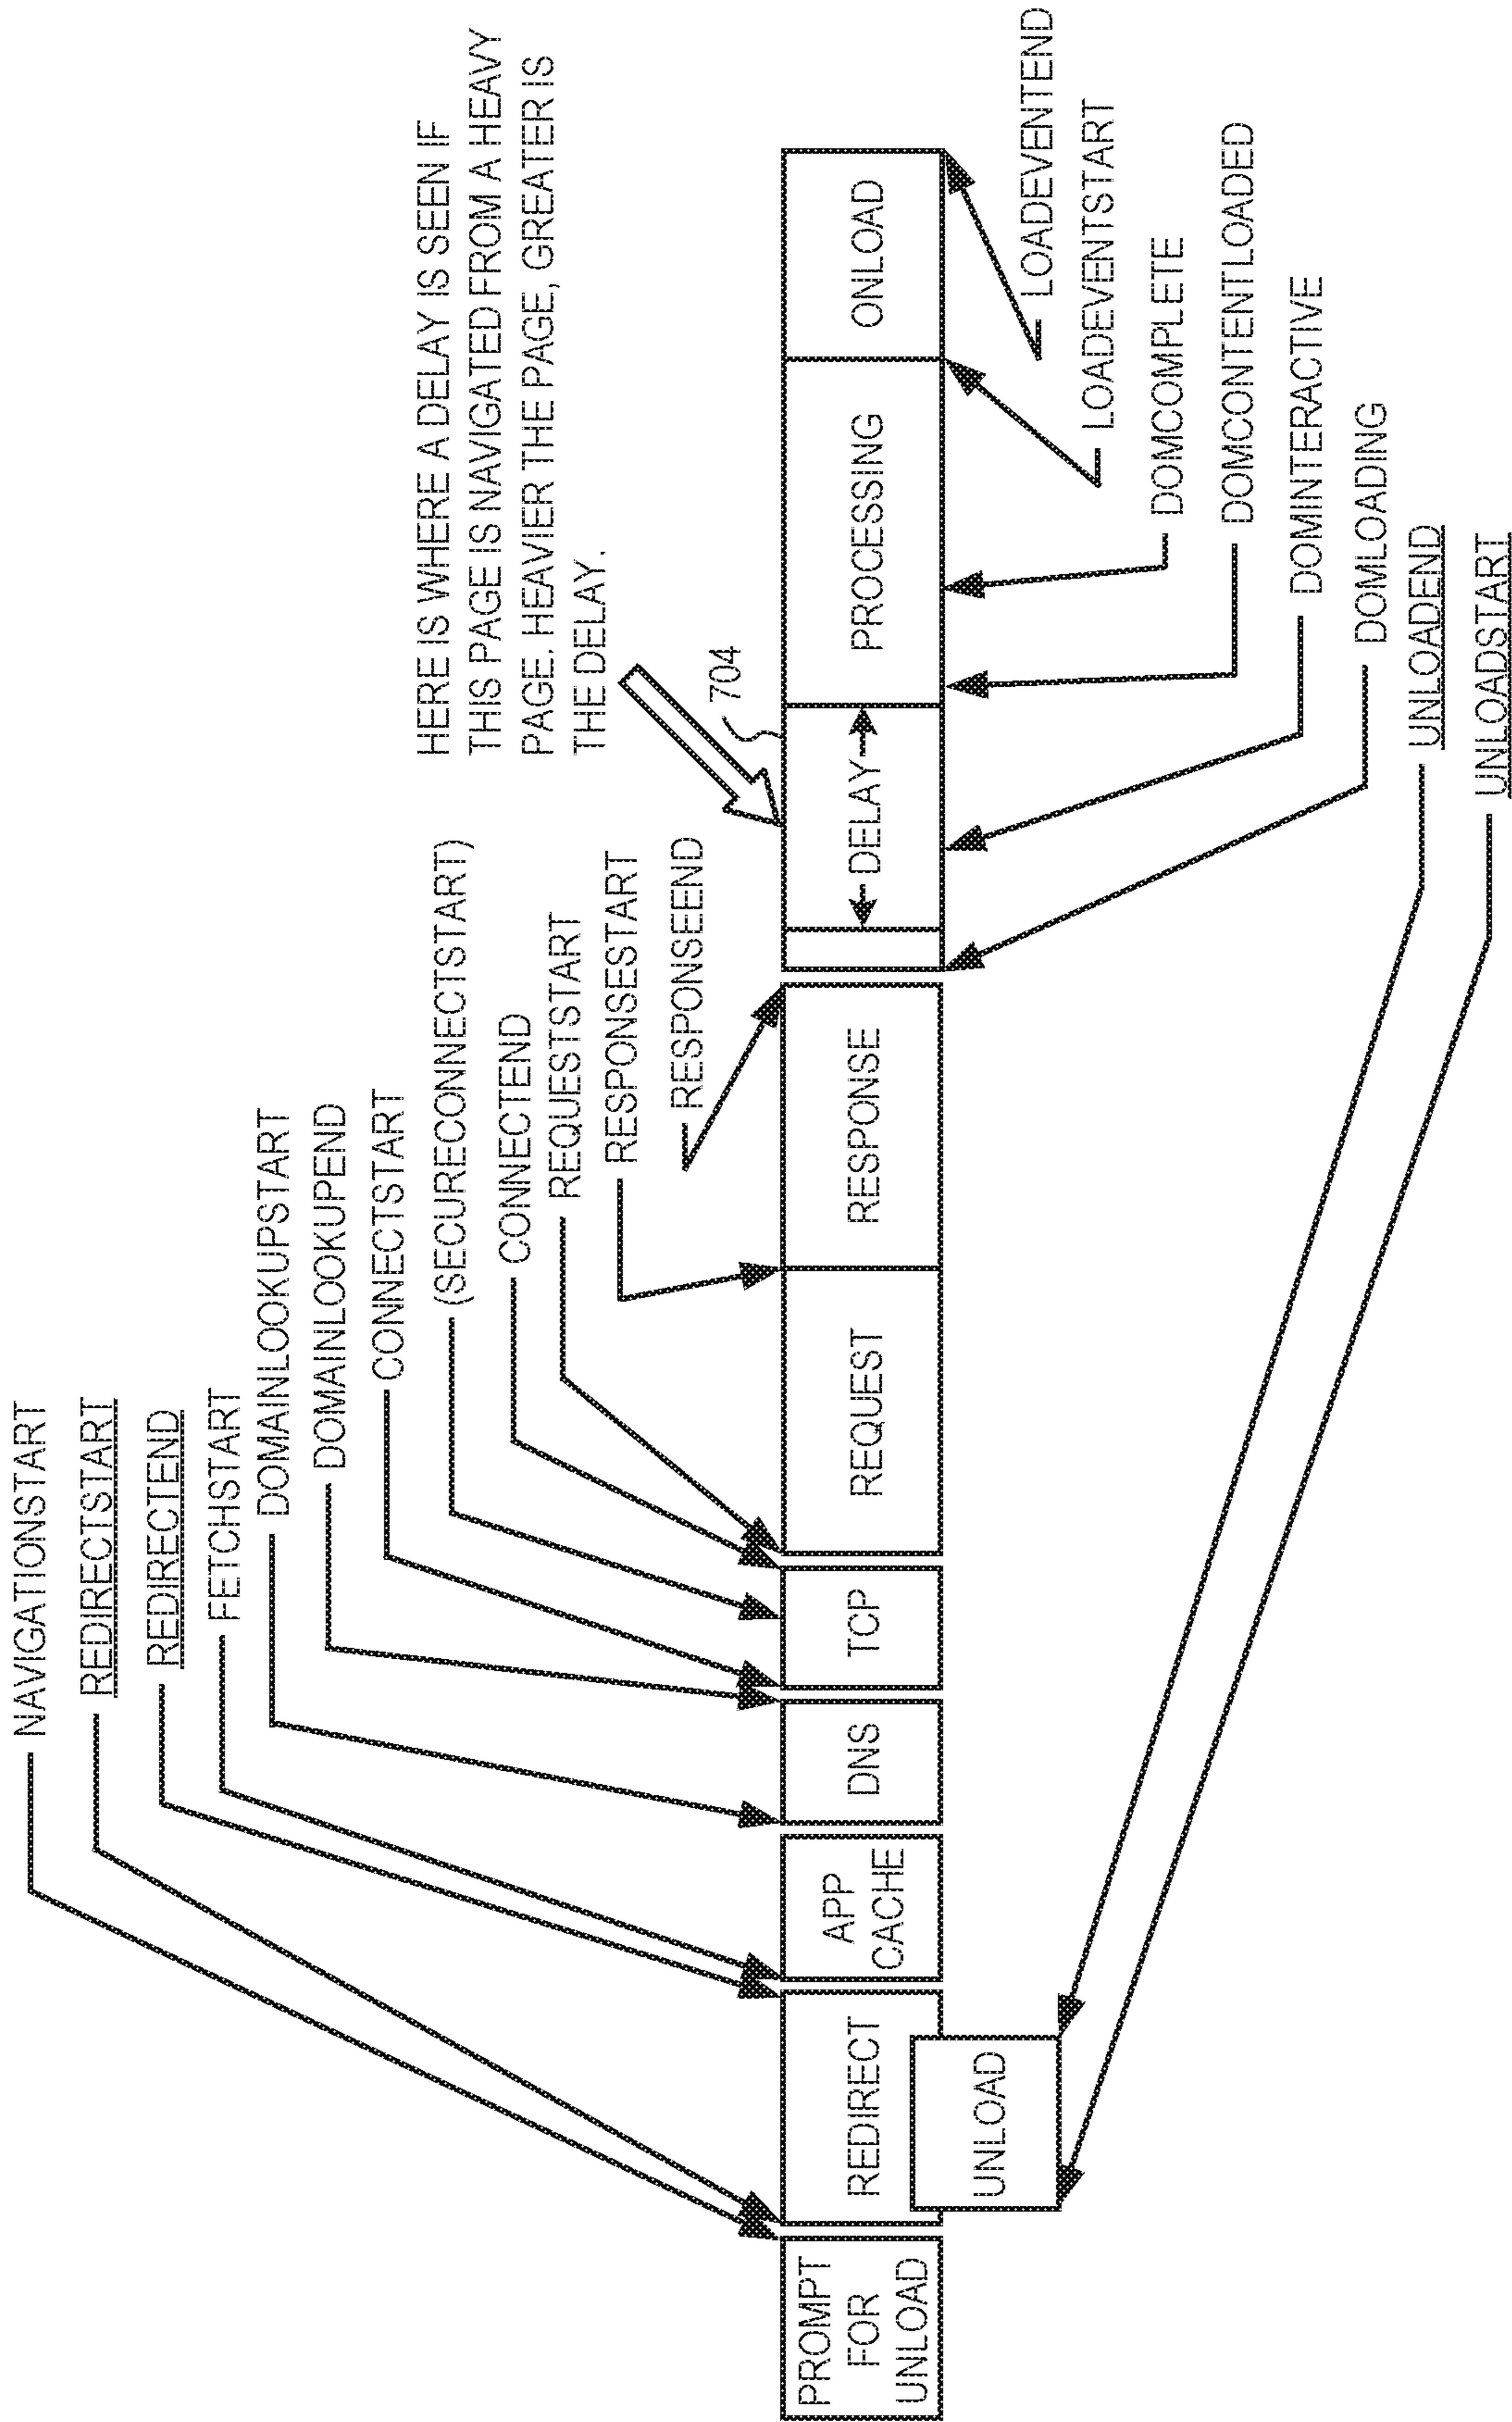 NAVIGATIONSTART
REDIRECTSTART
REDIRECTEND
FETCHSTART
DOMAINLOOKUPSTART
DOMAINLOOKUPEND
CONNECTSTART
(SECURECONNECTSTART)
CONNECTEND
REQUESTSTART
RESPONSESTART
RESPONSEEND
HERE IS WHERE A DELAY IS SEEN IF
THIS PAGE IS NAVIGATED FROM A HEAVY
PAGE. HEAVIER THE PAGE, GREATER IS
THE DELAY.
704
PROMPT
FOR
UNLOAD
REDIRECT
UNLOAD
APP
CACHE
DNS
TCP
REQUEST
RESPONSE
DELAY
PROCESSING
ONLOAD
LOADEVENTEND
LOADEVENTSTART
DOMCOMPLETE
DOMCONTENTLOADED
DOMINTERACTIVE
DOMLOADING
UNLOADEND
UNLOADSTART